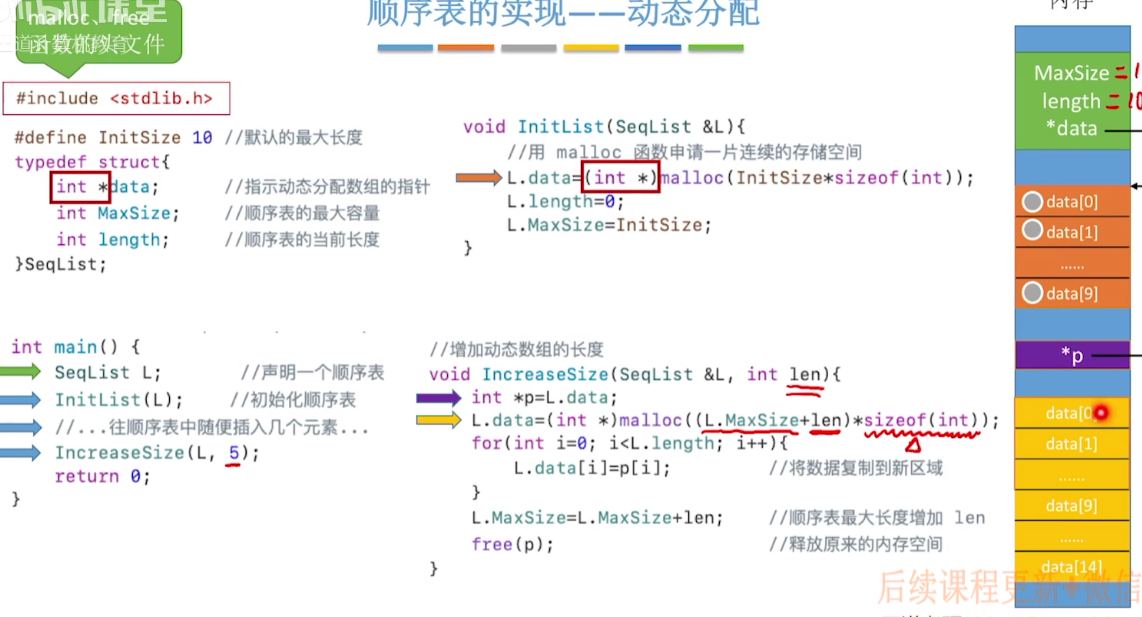 顺序表的实现——动态分配
malloc、free
函数的头文件
#include <stdlib.h>
#define InitSize 10 //默认的最大长度
typedef struct{
int *data; //指示动态分配数组的指针
int MaxSize; //顺序表的最大容量
int length; //顺序表的当前长度
}SeqList;
void InitList(SeqList &L){
//用 malloc 函数申请一片连续的存储空间
L.data=(int *)malloc(InitSize*sizeof(int));
L.length=0;
L.MaxSize=InitSize;
}
int main() {
SeqList L; //声明一个顺序表
InitList(L); //初始化顺序表
//...往顺序表中随便插入几个元素...
IncreaseSize(L, 5);
return 0;
}
//增加动态数组的长度
void IncreaseSize(SeqList &L, int len){
int *p=L.data;
L.data=(int *)malloc((L.MaxSize+len)*sizeof(int));
for(int i=0; i<L.length; i++){
L.data[i]=p[i]; //将数据复制到新区域
}
L.MaxSize=L.MaxSize+len; //顺序表最大长度增加 len
free(p); //释放原来的内存空间
}
内存
MaxSize =
length = 10
*data
data[0]
data[1]
......
data[9]
*p
data[0
data[1]
......
data[9]
......
data[14]
后续课程更新+微信